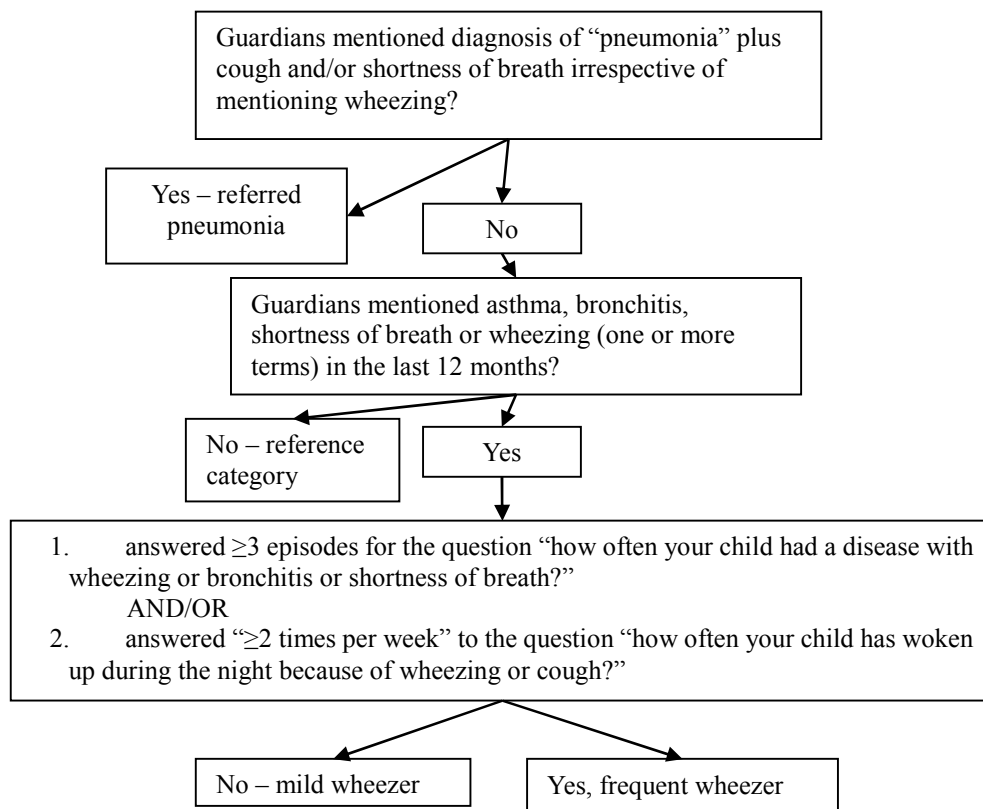 Guardians mentioned diagnosis of “pneumonia” plus
cough and/or shortness of breath irrespective of
mentioning wheezing?
Yes – referred
pneumonia
No
Guardians mentioned asthma, bronchitis,
shortness of breath or wheezing (one or more
terms) in the last 12 months?
No – reference
category
Yes
1. answered ≥3 episodes for the question “how often your child had a disease with
wheezing or bronchitis or shortness of breath?”
AND/OR
2. answered “≥2 times per week” to the question “how often your child has woken
up during the night because of wheezing or cough?”
No – mild wheezer
Yes, frequent wheezer